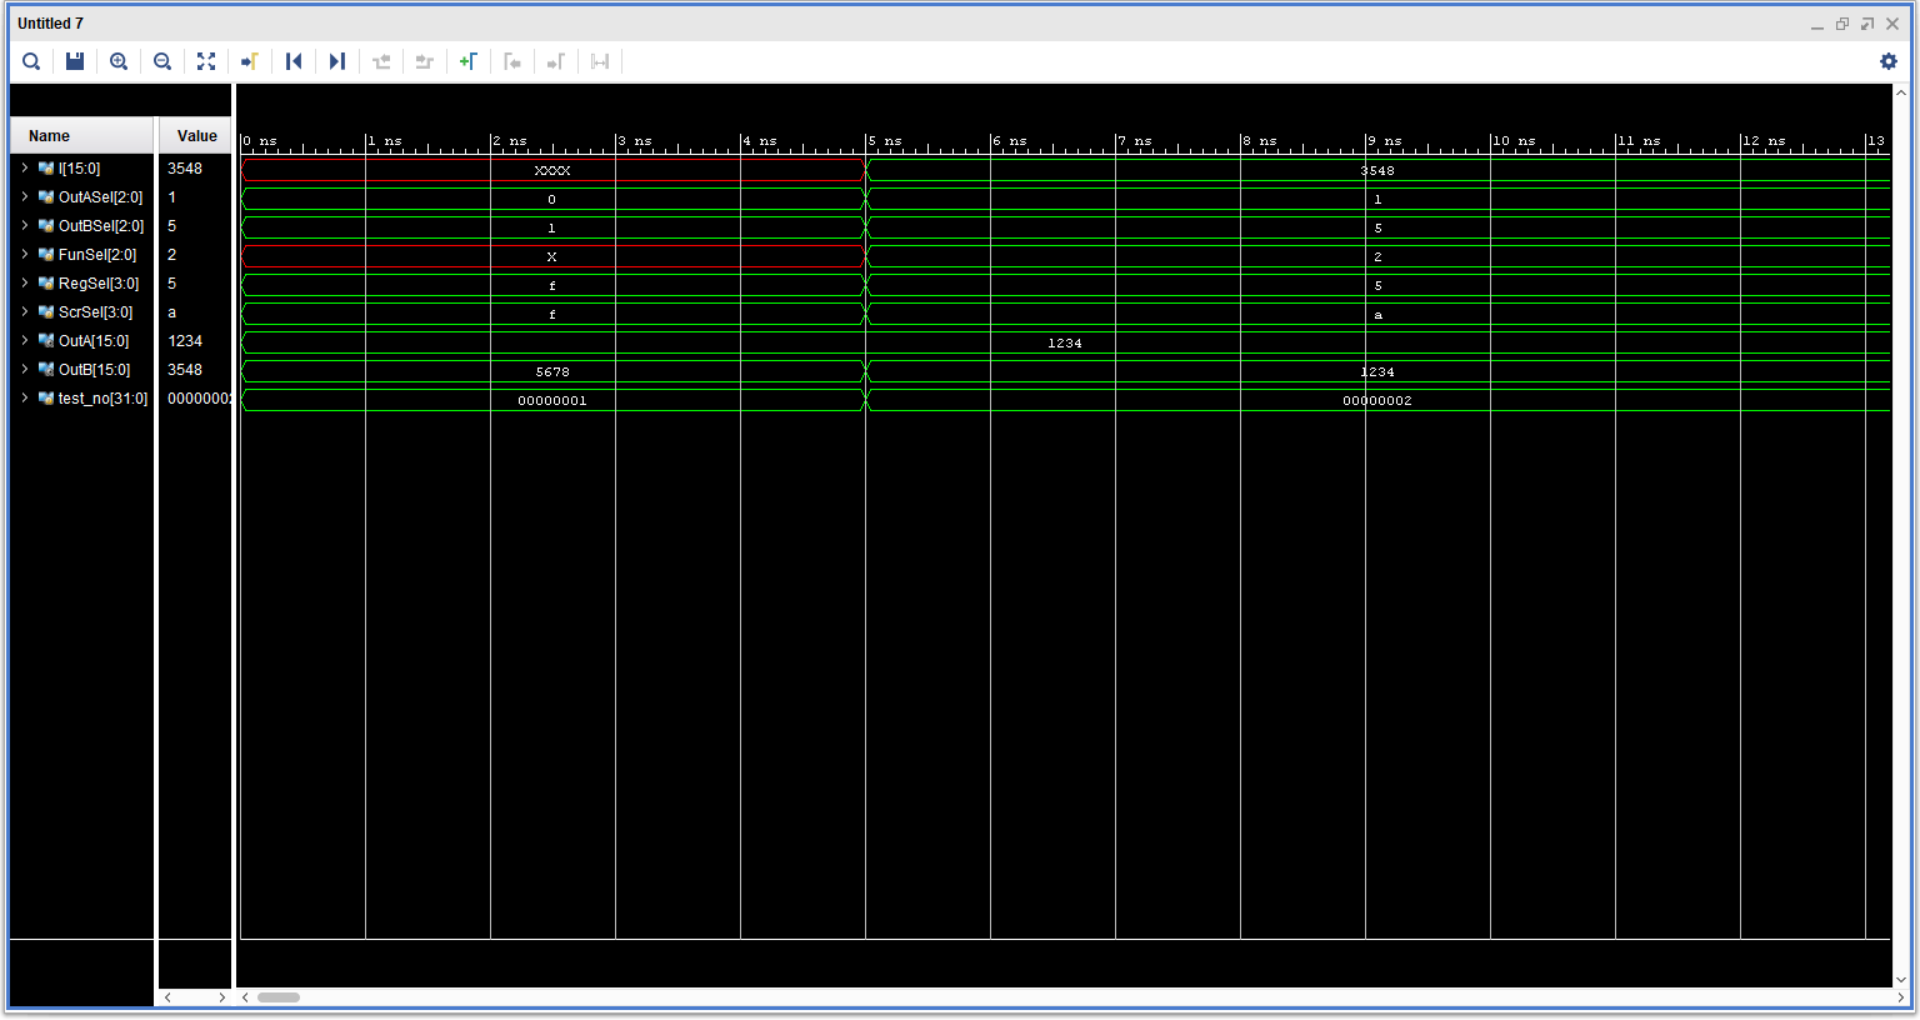 Untitled 7
Name Value 0 ns 1 ns 2 ns 3 ns 4 ns 5 ns 6 ns 7 ns 8 ns 9 ns 10 ns 11 ns 12 ns 13
I[15:0] 3548 XXXX 3548
OutASel[2:0] 1 0 1
OutBSel[2:0] 5 1 5
FunSel[2:0] 2 X 2
RegSel[3:0] 5 f 5
ScrSel[3:0] a f a
OutA[15:0] 1234 1234
OutB[15:0] 3548 5678 1234
test_no[31:0] 0000000 00000001 00000002